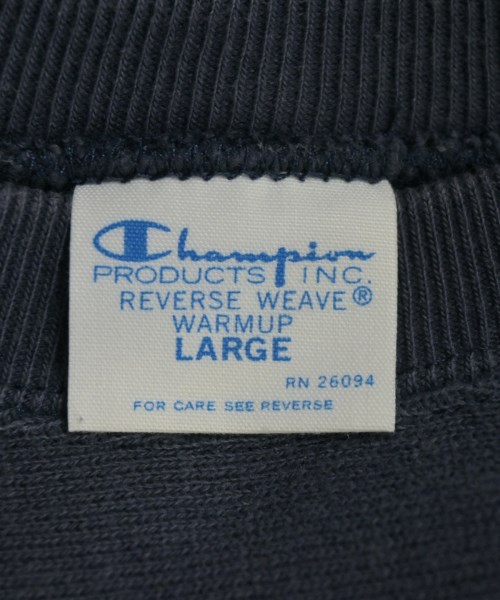 Champion
PRODUCTS INC.
REVERSE WEAVE®
WARMUP
LARGE
RN 26094
FOR CARE SEE REVERSE